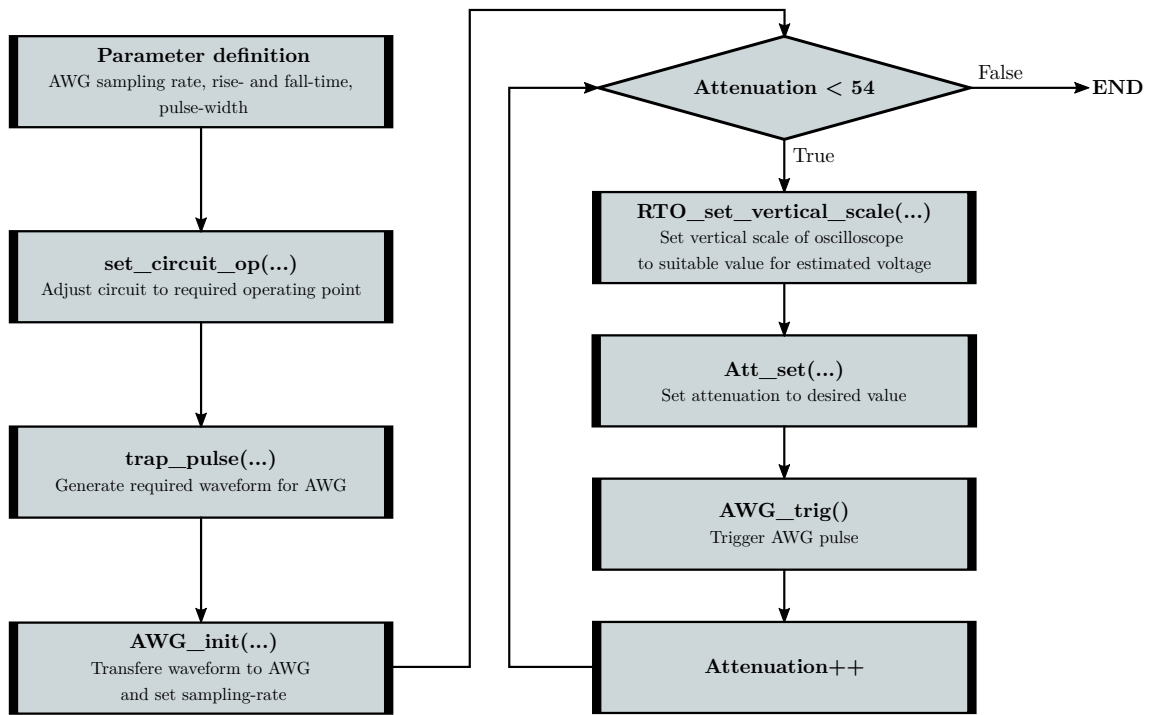 Parameter definition
AWG sampling rate, rise- and fall-time,
pulse-width
set_circuit_op(...)
Adjust circuit to required operating point
trap_pulse(...)
Generate required waveform for AWG
AWG_init(...)
Transfere waveform to AWG
and set sampling-rate
Attenuation < 54
False
END
True
RTO_set_vertical_scale(...)
Set vertical scale of oscilloscope
to suitable value for estimated voltage
Att_set(...)
Set attenuation to desired value
AWG_trig()
Trigger AWG pulse
Attenuation++